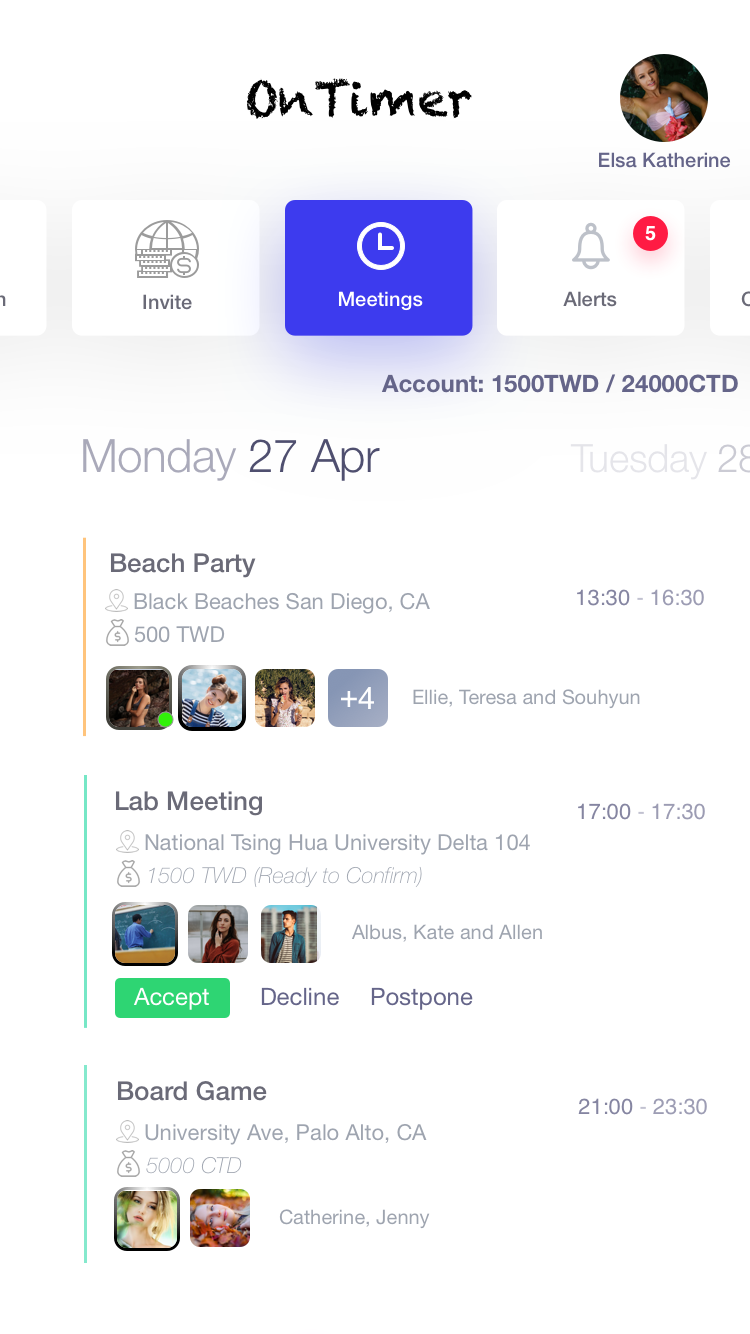 OnTimer
Elsa Katherine
Invite
Meetings
5
Alerts
Account: 1500TWD / 24000CTD
Monday 27 Apr
Tuesday 28
Beach Party
Black Beaches San Diego, CA
13:30 - 16:30
500 TWD
+4
Ellie, Teresa and Souhyun
Lab Meeting
17:00 - 17:30
National Tsing Hua University Delta 104
1500 TWD (Ready to Confirm)
Albus, Kate and Allen
Accept
Decline
Postpone
Board Game
21:00 - 23:30
University Ave, Palo Alto, CA
5000 CTD
Catherine, Jenny